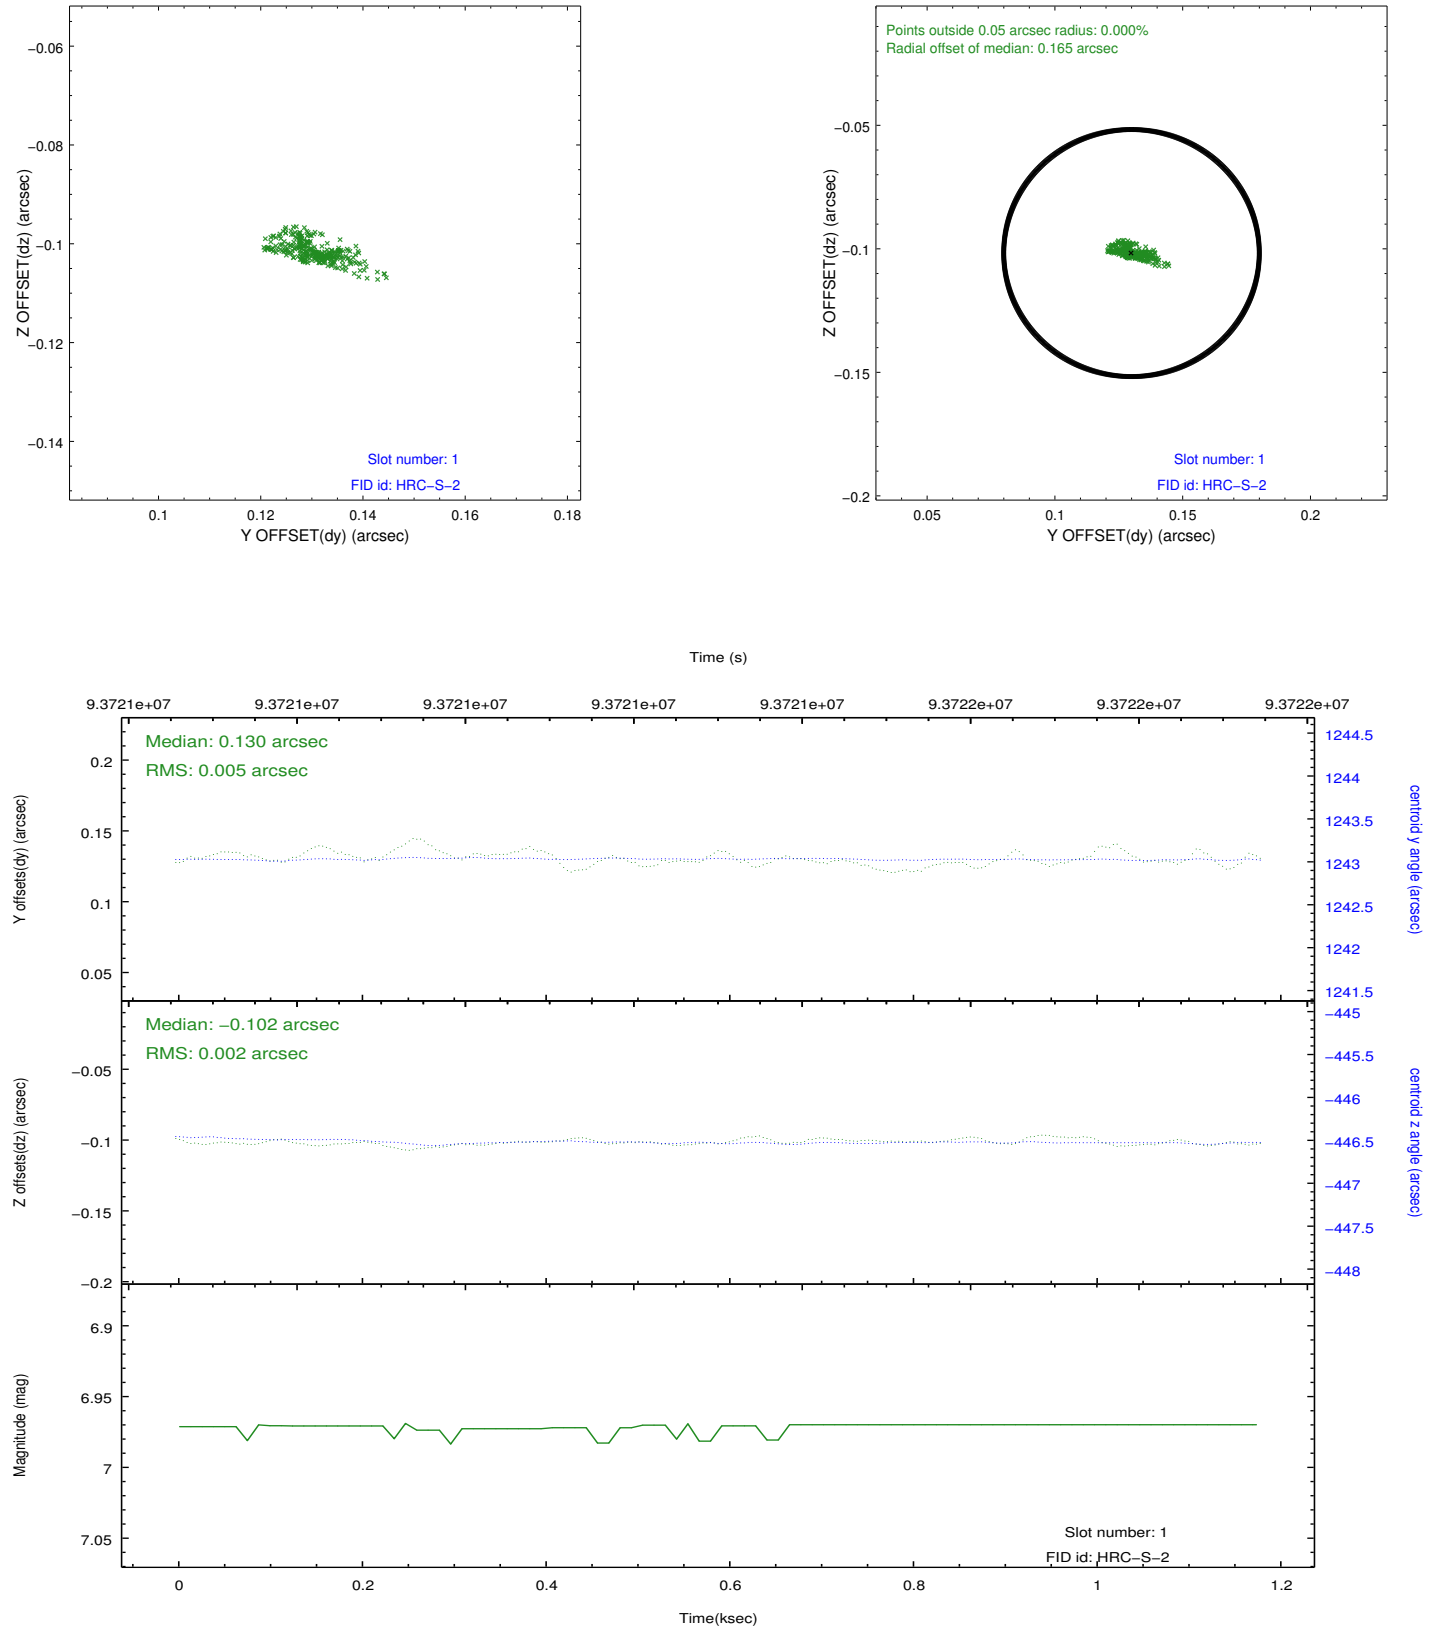 −0.06
−0.08
−0.1
−0.12
−0.14
Z OFFSET(dz) (arcsec)
Slot number: 1
FID id: HRC−S−2
0.1 0.12 0.14 0.16 0.18
Y OFFSET(dy) (arcsec)
Points outside 0.05 arcsec radius: 0.000%
Radial offset of median: 0.165 arcsec
−0.05
−0.1
−0.15
−0.2
Z OFFSET(dz) (arcsec)
Slot number: 1
FID id: HRC−S−2
0.05 0.1 0.15 0.2
Y OFFSET(dy) (arcsec)
Time (s)
9.3721e+07 9.3721e+07 9.3721e+07 9.3721e+07 9.3721e+07 9.3722e+07 9.3722e+07 9.3722e+07
Median: 0.130 arcsec
RMS: 0.005 arcsec
0.2
0.15
0.1
0.05
Y offsets(dy) (arcsec)
1244.5
1244
1243.5
1243
1242.5
1242
1241.5
centroid y angle (arcsec)
Median: −0.102 arcsec
RMS: 0.002 arcsec
−0.05
−0.1
−0.15
−0.2
Z offsets(dz) (arcsec)
−445
−445.5
−446
−446.5
−447
−447.5
−448
centroid z angle (arcsec)
6.9
6.95
7
7.05
Magnitude (mag)
Slot number: 1
FID id: HRC−S−2
0 0.2 0.4 0.6 0.8 1 1.2
Time(ksec)